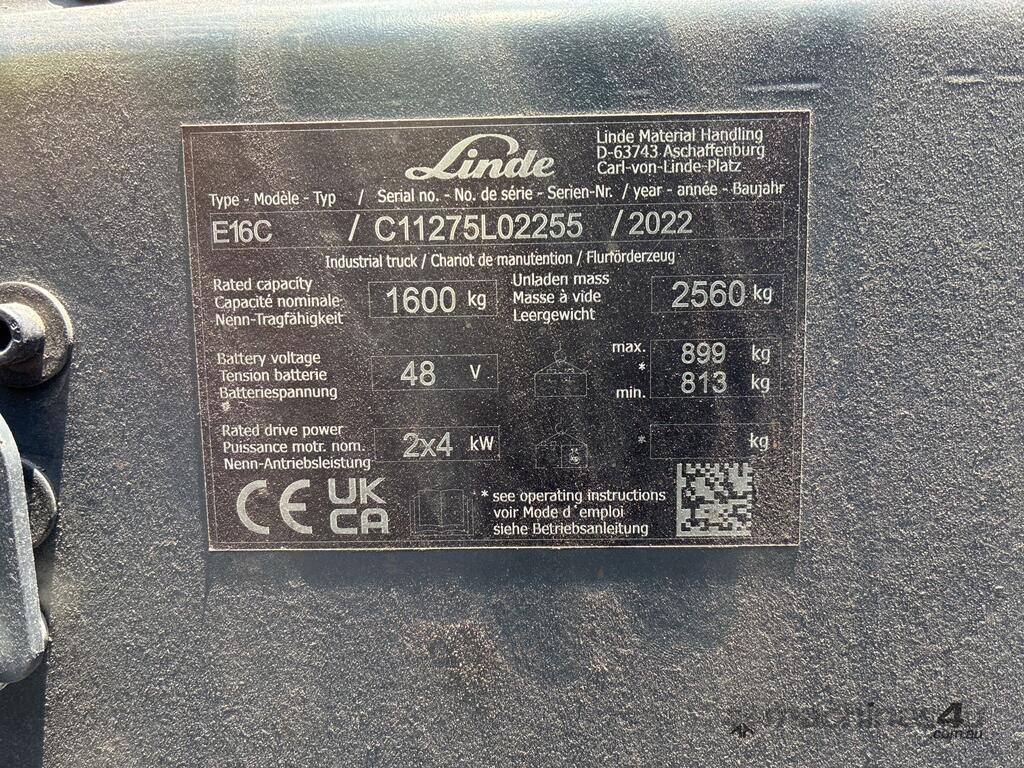 Linde
Linde Material Handling
D-63743 Aschaffenburg
Carl-von-Linde-Platz
Type - Modèle - Typ / Serial no. - No. de série - Serien-Nr. / year - année - Baujahr
E16C / C11275L02255 / 2022
Industrial truck / Chariot de manutention / Flurförderzeug
Rated capacity
Capacité nominale
Nenn-Tragfähigkeit
1600 kg
Unladen mass
Masse à vide
Leergewicht
2560 kg
Battery voltage
Tension batterie
Batteriespannung
48 V
max. 899 kg
*
min. 813 kg
*
Rated drive power
Puissance motr. nom.
Nenn-Antriebsleistung
2x4 kW
* kg
CE UK
CA
* see operating instructions
voir Mode d´emploi
siehe Betriebsanleitung
machines4u
.com.au